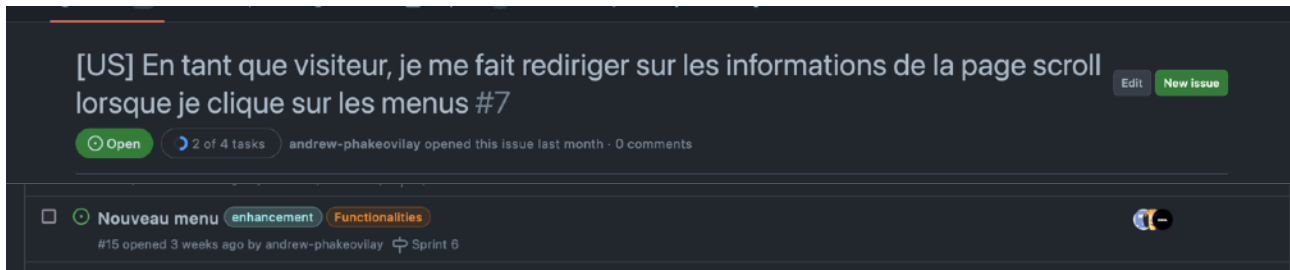 [US] En tant que visiteur, je me fait rediriger sur les informations de la page scroll
lorsque je clique sur les menus #7
Edit
New issue
Open
2 of 4 tasks
andrew-phakeovilay opened this issue last month · 0 comments
Nouveau menu enhancement Functionalities
#15 opened 3 weeks ago by andrew-phakeovilay Sprint 6